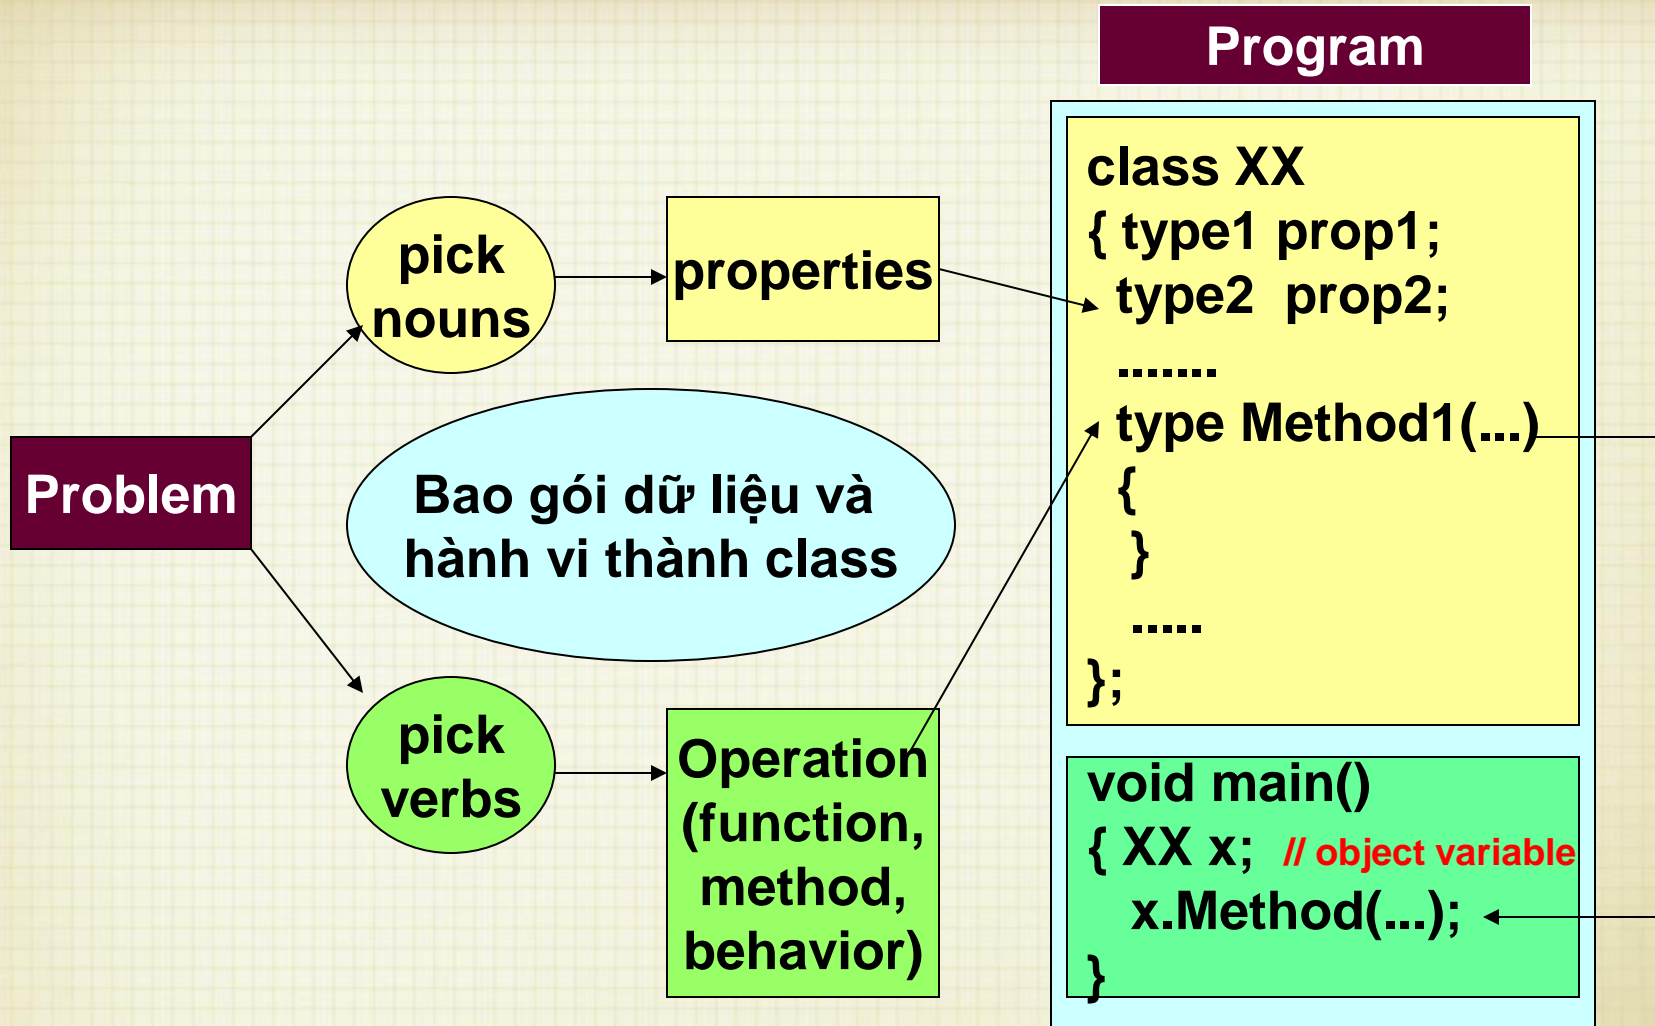 Program
Problem
pick
nouns
properties
Bao gói dữ liệu và
hành vi thành class
pick
verbs
Operation
(function,
method,
behavior)
class XX
{ type1 prop1;
type2 prop2;
.......
type Method1(...)
{
}
.....
};
void main()
{ XX x; // object variable
x.Method(...);
}